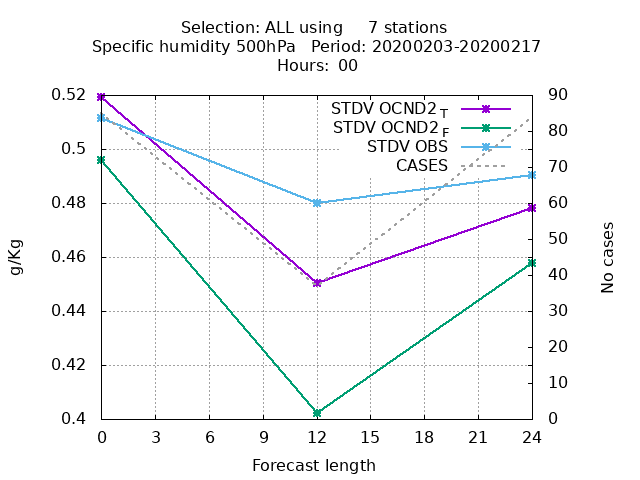 Selection: ALL using 7 stations
Specific humidity 500hPa Period: 20200203-20200217
Hours: 00
STDV OCND2_T
STDV OCND2_F
STDV OBS
CASES
0.52
0.5
0.48
0.46
0.44
0.42
0.4
g/Kg
90
80
70
60
50
40
30
20
10
0
No cases
0 3 6 9 12 15 18 21 24
Forecast length